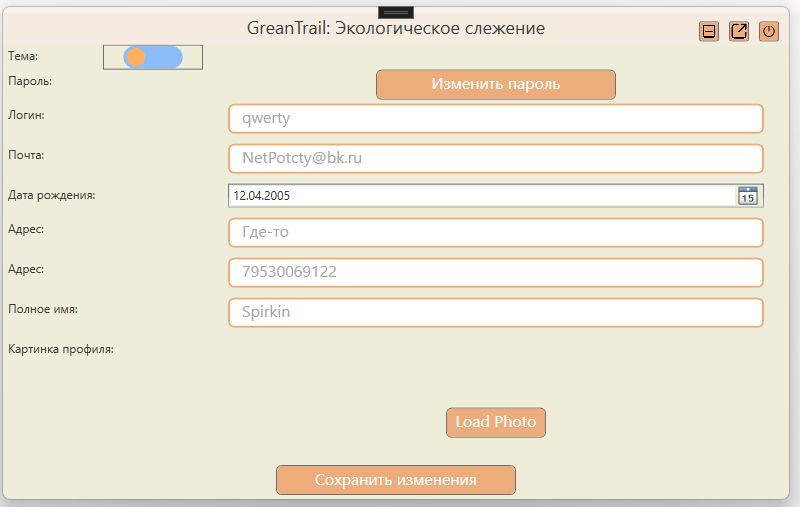 GreanTrail: Экологическое слежение
Тема:
Пароль:
Изменить пароль
Логин:
qwerty
Почта:
NetPotcty@bk.ru
Дата рождения:
12.04.2005
15
Адрес:
Где-то
Адрес:
79530069122
Полное имя:
Spirkin
Картинка профиля:
Load Photo
Сохранить изменения